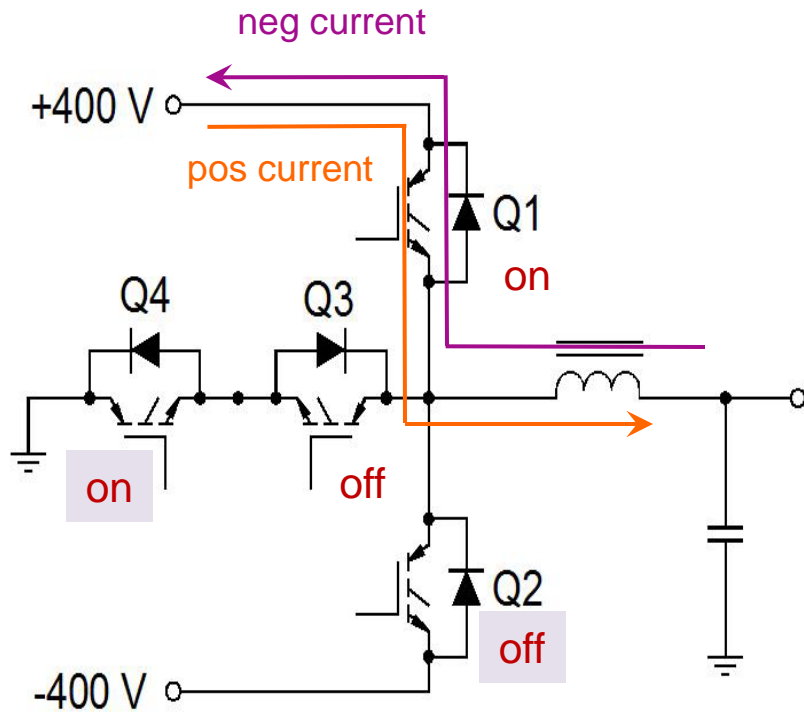 neg current
+400 V
pos current
Q1
on
Q4
Q3
on
off
Q2
off
-400 V